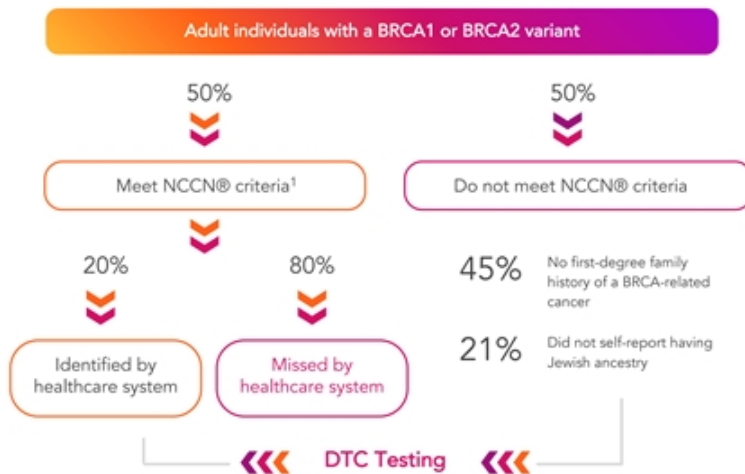 Adult individuals with a BRCA1 or BRCA2 variant
50%
50%
Meet NCCN® criteria¹
Do not meet NCCN® criteria
20%
80%
Identified by
healthcare system
Missed by
healthcare system
45%
No first-degree family
history of a BRCA-related
cancer
21%
Did not self-report having
Jewish ancestry
DTC Testing